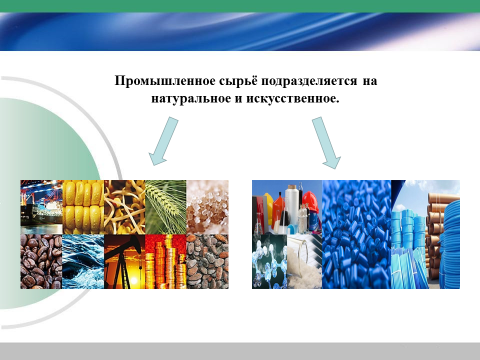 Промышленное сырьё подразделяется на
натуральное и искусственное.